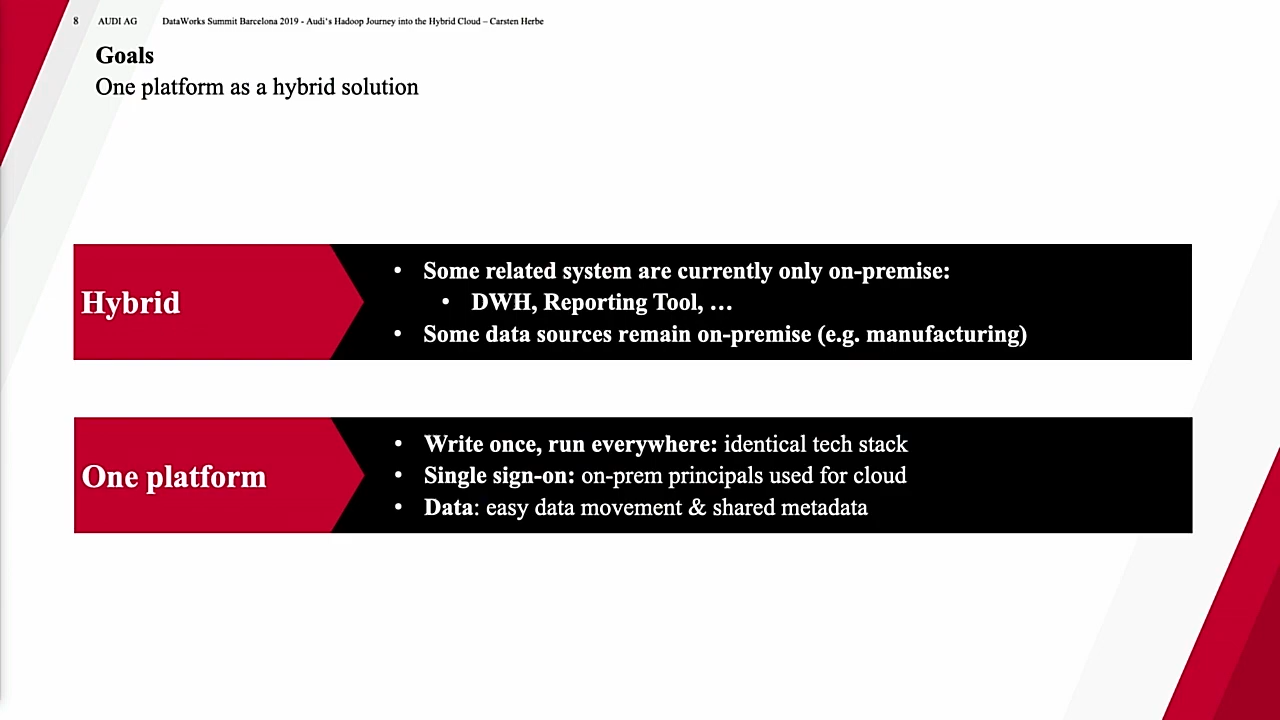 8 AUDI AG DataWorks Summit Barcelona 2019 - Audi's Hadoop Journey into the Hybrid Cloud – Carsten Herbe
Goals
One platform as a hybrid solution
Hybrid
• Some related system are currently only on-premise:
• DWH, Reporting Tool, …
• Some data sources remain on-premise (e.g. manufacturing)
One platform
• Write once, run everywhere: identical tech stack
• Single sign-on: on-prem principals used for cloud
• Data: easy data movement & shared metadata